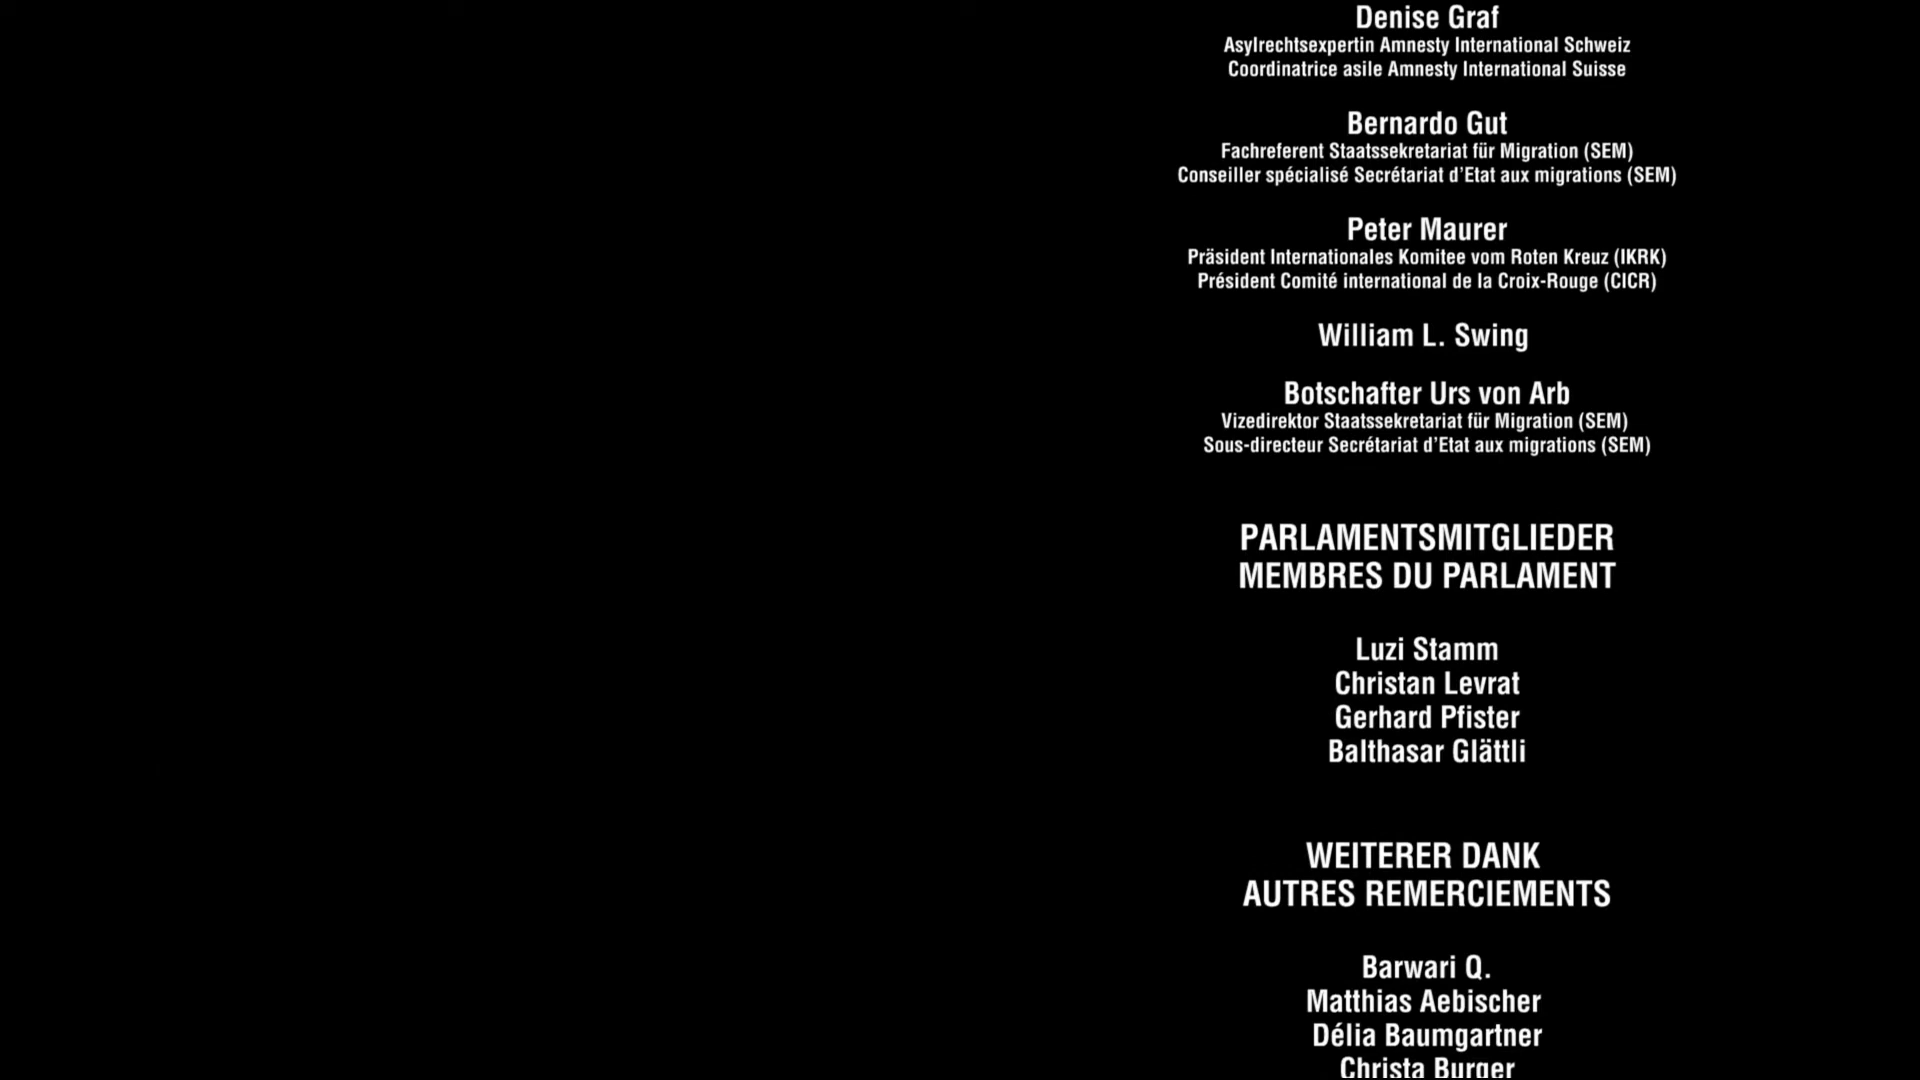 Denise Graf
Asylrechtsexpertin Amnesty International Schweiz
Coordinatrice asile Amnesty International Suisse
Bernardo Gut
Fachreferent Staatssekretariat für Migration (SEM)
Conseiller spécialisé Secrétariat d’Etat aux migrations (SEM)
Peter Maurer
Präsident Internationales Komitee vom Roten Kreuz (IKRK)
Président Comité international de la Croix-Rouge (CICR)
William L. Swing
Botschafter Urs von Arb
Vizedirektor Staatssekretariat für Migration (SEM)
Sous-directeur Secrétariat d’Etat aux migrations (SEM)
PARLAMENTSMITGLIEDER
MEMBRES DU PARLAMENT
Luzi Stamm
Christan Levrat
Gerhard Pfister
Balthasar Glättli
WEITERER DANK
AUTRES REMERCIEMENTS
Barwari Q.
Matthias Aebischer
Délia Baumgartner
Christa Burger